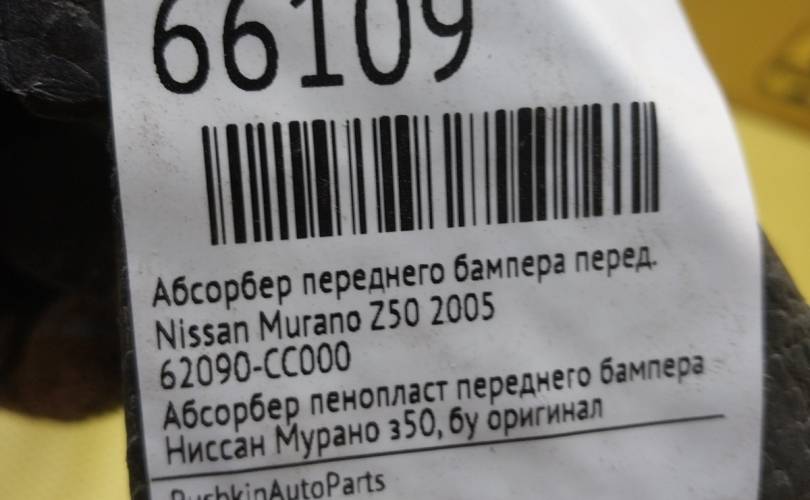 66109
Абсорбер переднего бампера перед.
Nissan Murano Z50 2005
62090-CC000
Абсорбер пенопласт переднего бампера
Ниссан Мурано з50, бу оригинал
PushkinAutoParts